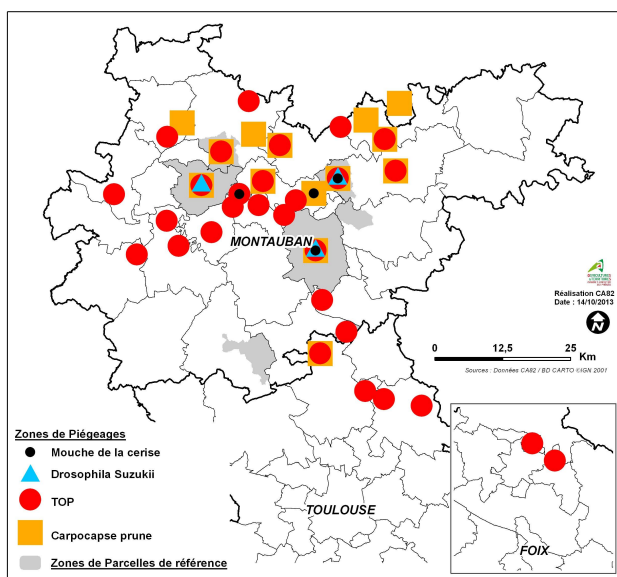 MONTAUBAN
Réalisation CA82
Date : 14/10/2013
N
0 12,5 25
Km
Sources : Données CA82 / BD CARTO ©IGN 2001
Zones de Piégeages
Mouche de la cerise
Drosophila Suzukii
TOP
Carpocapse prune
Zones de Parcelles de référence
TOULOUSE
FOIX